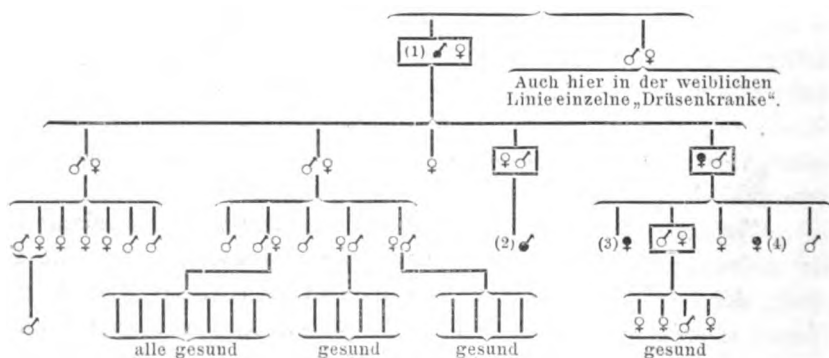 (1)
Auch hier in der weiblichen
Linie einzelne „Drüsenkranke“.
(2)
(3)
(4)
alle gesund
gesund
gesund
gesund